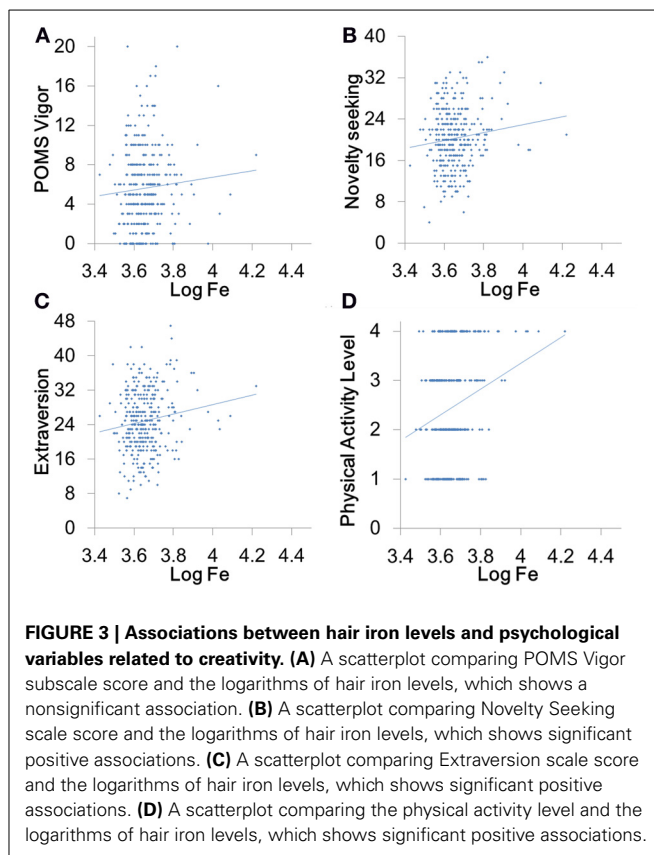 A
POMS Vigor
20
16
12
8
4
0
3.4 3.6 3.8 4 4.2 4.4
Log Fe
B
Novelty seeking
40
32
24
16
8
0
3.4 3.6 3.8 4 4.2 4.4
Log Fe
C
Extraversion
48
40
32
24
16
8
0
3.4 3.6 3.8 4 4.2 4.4
Log Fe
D
Physical Activity Level
4
3
2
1
0
3.4 3.6 3.8 4 4.2 4.4
Log Fe
FIGURE 3 | Associations between hair iron levels and psychological
variables related to creativity. (A) A scatterplot comparing POMS Vigor
subscale score and the logarithms of hair iron levels, which shows a
nonsignificant association. (B) A scatterplot comparing Novelty Seeking
scale score and the logarithms of hair iron levels, which shows significant
positive associations. (C) A scatterplot comparing Extraversion scale score
and the logarithms of hair iron levels, which shows significant positive
associations. (D) A scatterplot comparing the physical activity level and the
logarithms of hair iron levels, which shows significant positive associations.